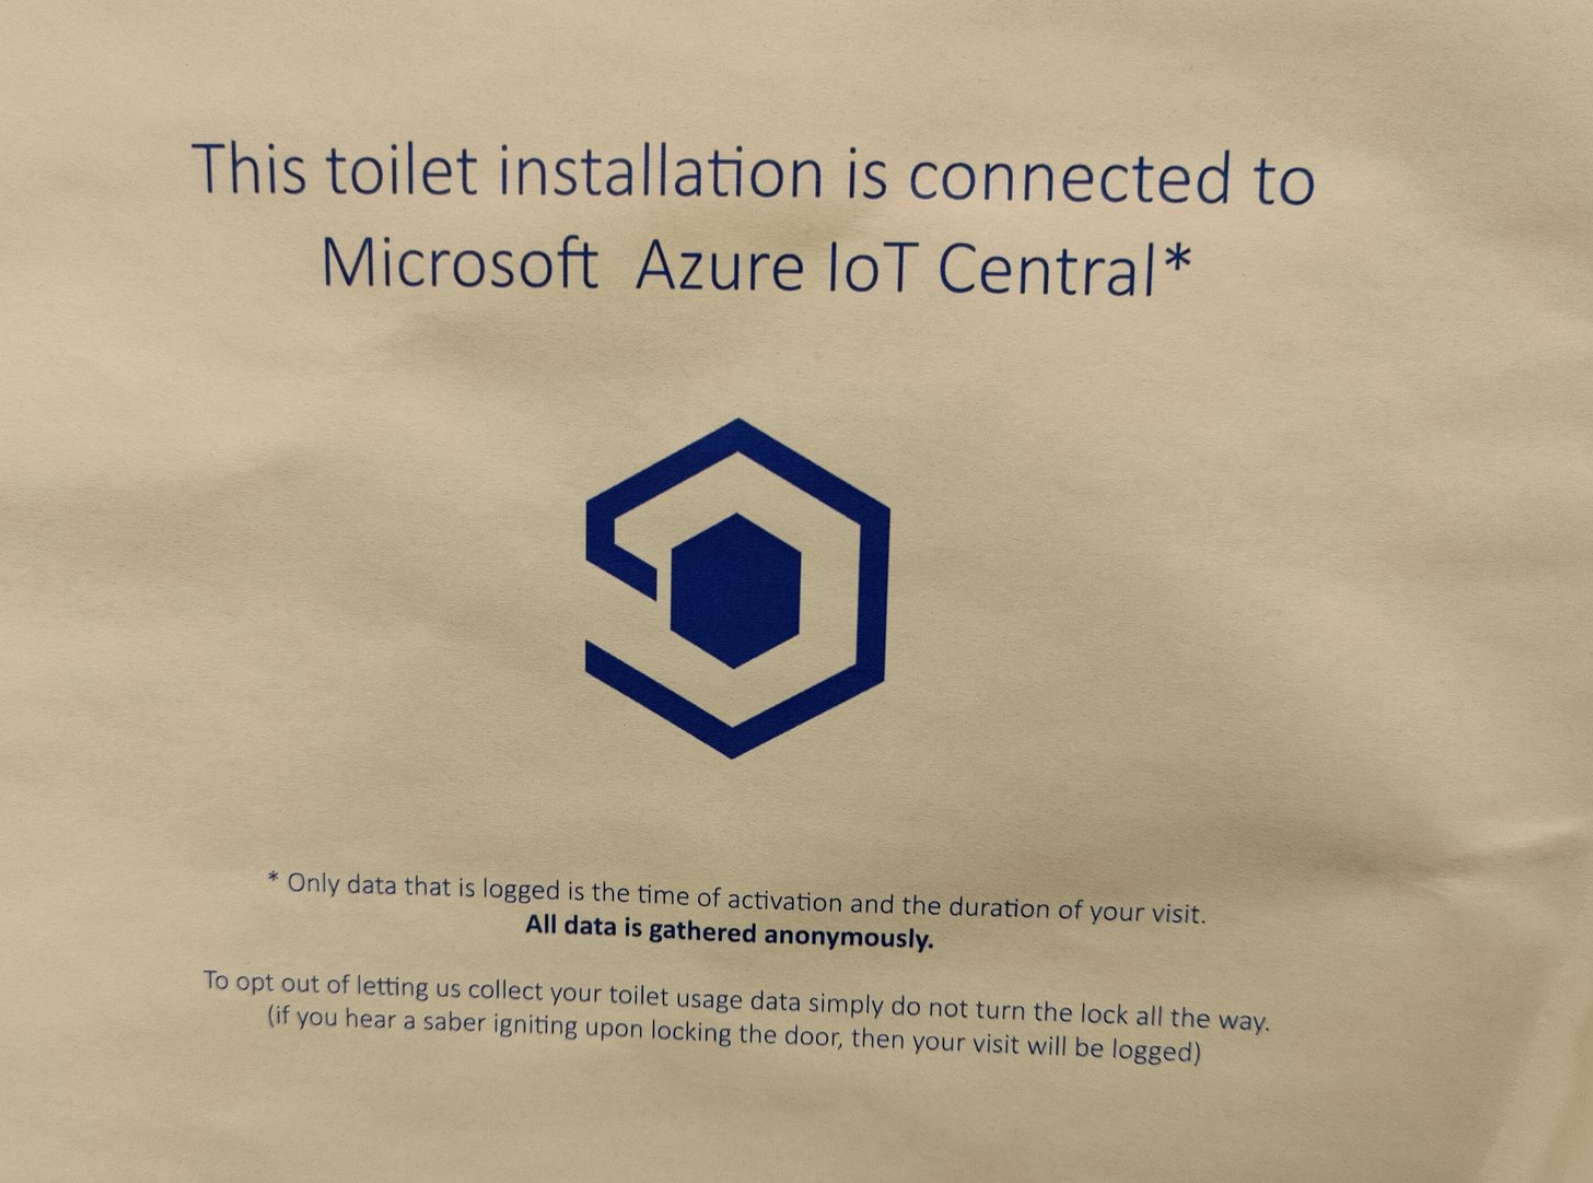 This toilet installation is connected to
Microsoft Azure IoT Central*
* Only data that is logged is the time of activation and the duration of your visit.
All data is gathered anonymously.
To opt out of letting us collect your toilet usage data simply do not turn the lock all the way.
(if you hear a saber igniting upon locking the door, then your visit will be logged)